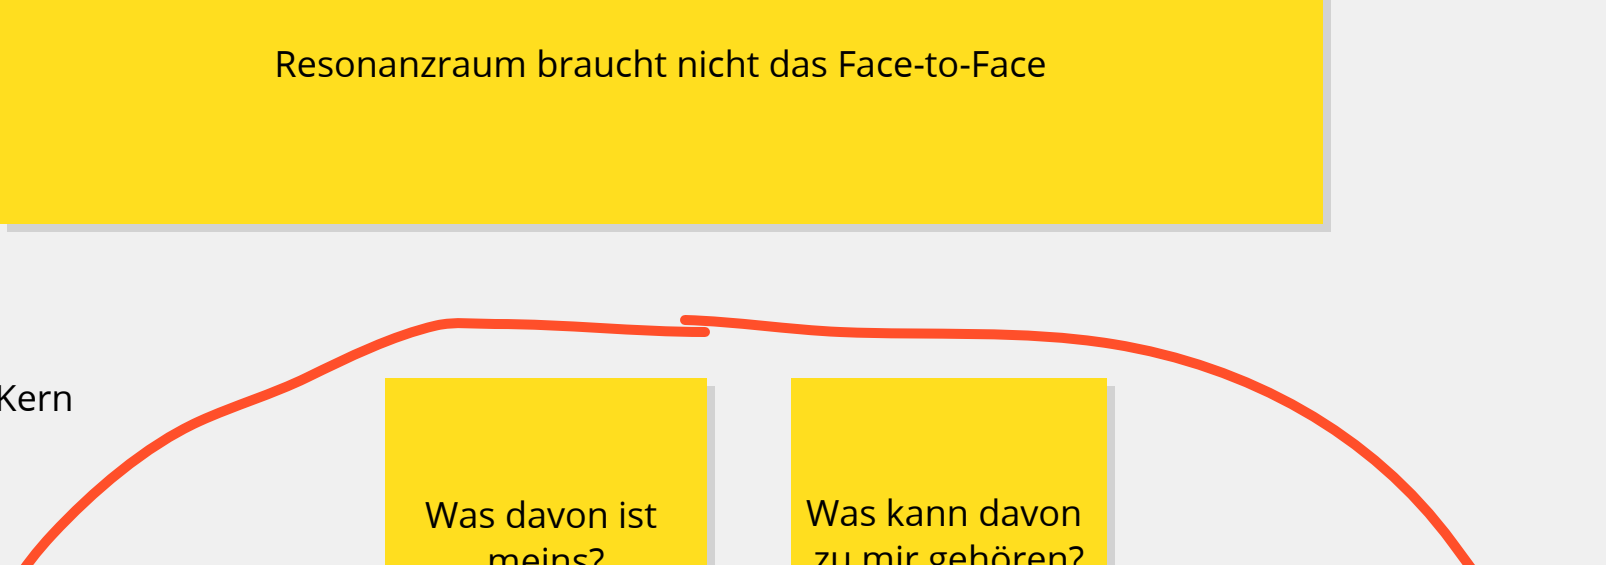 Resonanzraum braucht nicht das Face-to-Face
Kern
Was davon ist
meins?
Was kann davon
zu mir gehören?